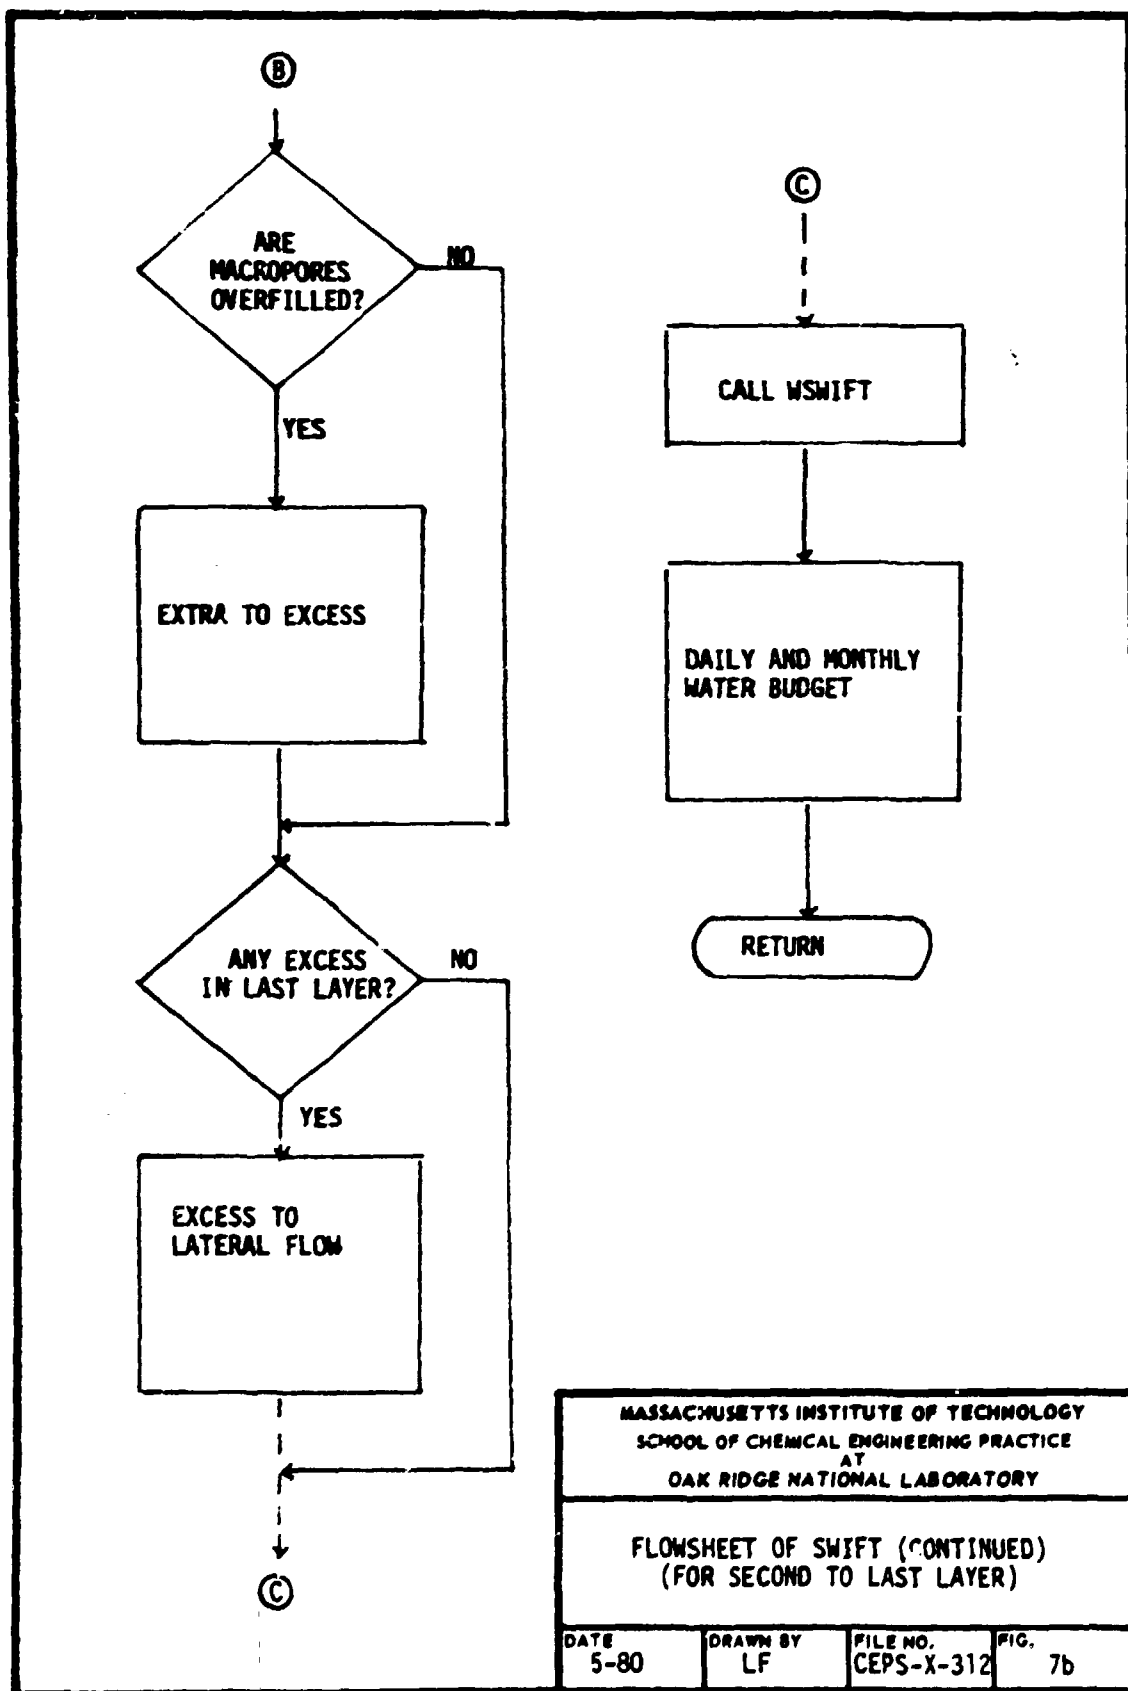 B
ARE
MACROPORES
OVERFILLED?
NO
YES
EXTRA TO EXCESS
ANY EXCESS
IN LAST LAYER?
NO
YES
EXCESS TO
LATERAL FLOW
C
C
CALL WSWIFT
DAILY AND MONTHLY
WATER BUDGET
RETURN
MASSACHUSETTS INSTITUTE OF TECHNOLOGY
SCHOOL OF CHEMICAL ENGINEERING PRACTICE
AT
OAK RIDGE NATIONAL LABORATORY
FLOWSHEET OF SWIFT (CONTINUED)
(FOR SECOND TO LAST LAYER)
DATE
5-80
DRAWN BY
LF
FILE NO.
CEPS-X-312
FIG.
7b